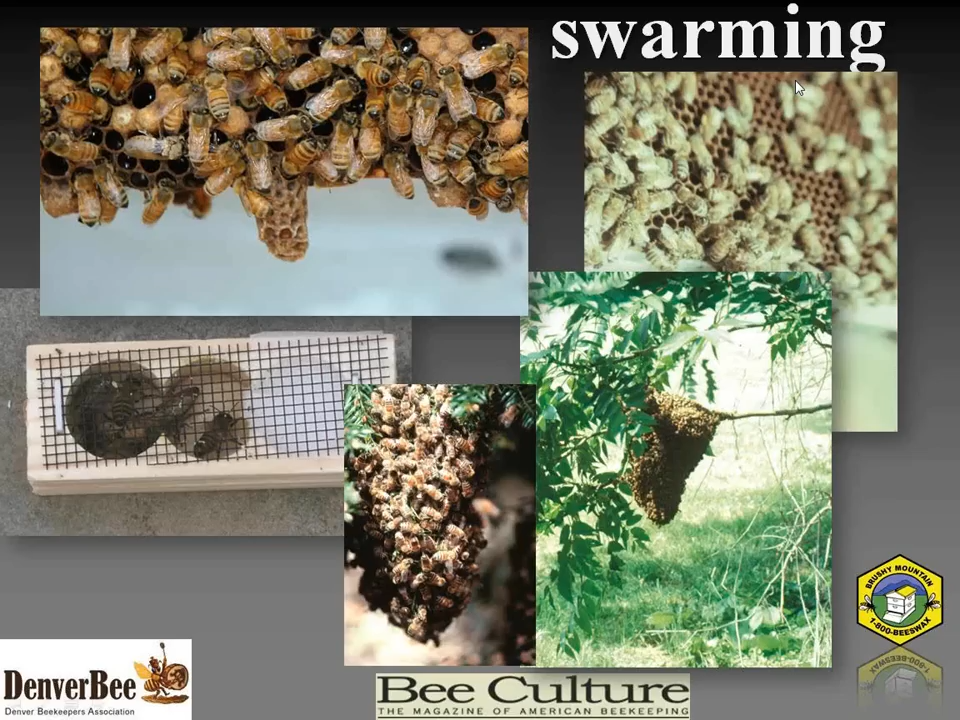 swarming
BRUSHY MOUNTAIN
1-800-BEESWAX
DenverBee
Denver Beekeepers Association
Bee Culture
THE MAGAZINE OF AMERICAN BEEKEEPING